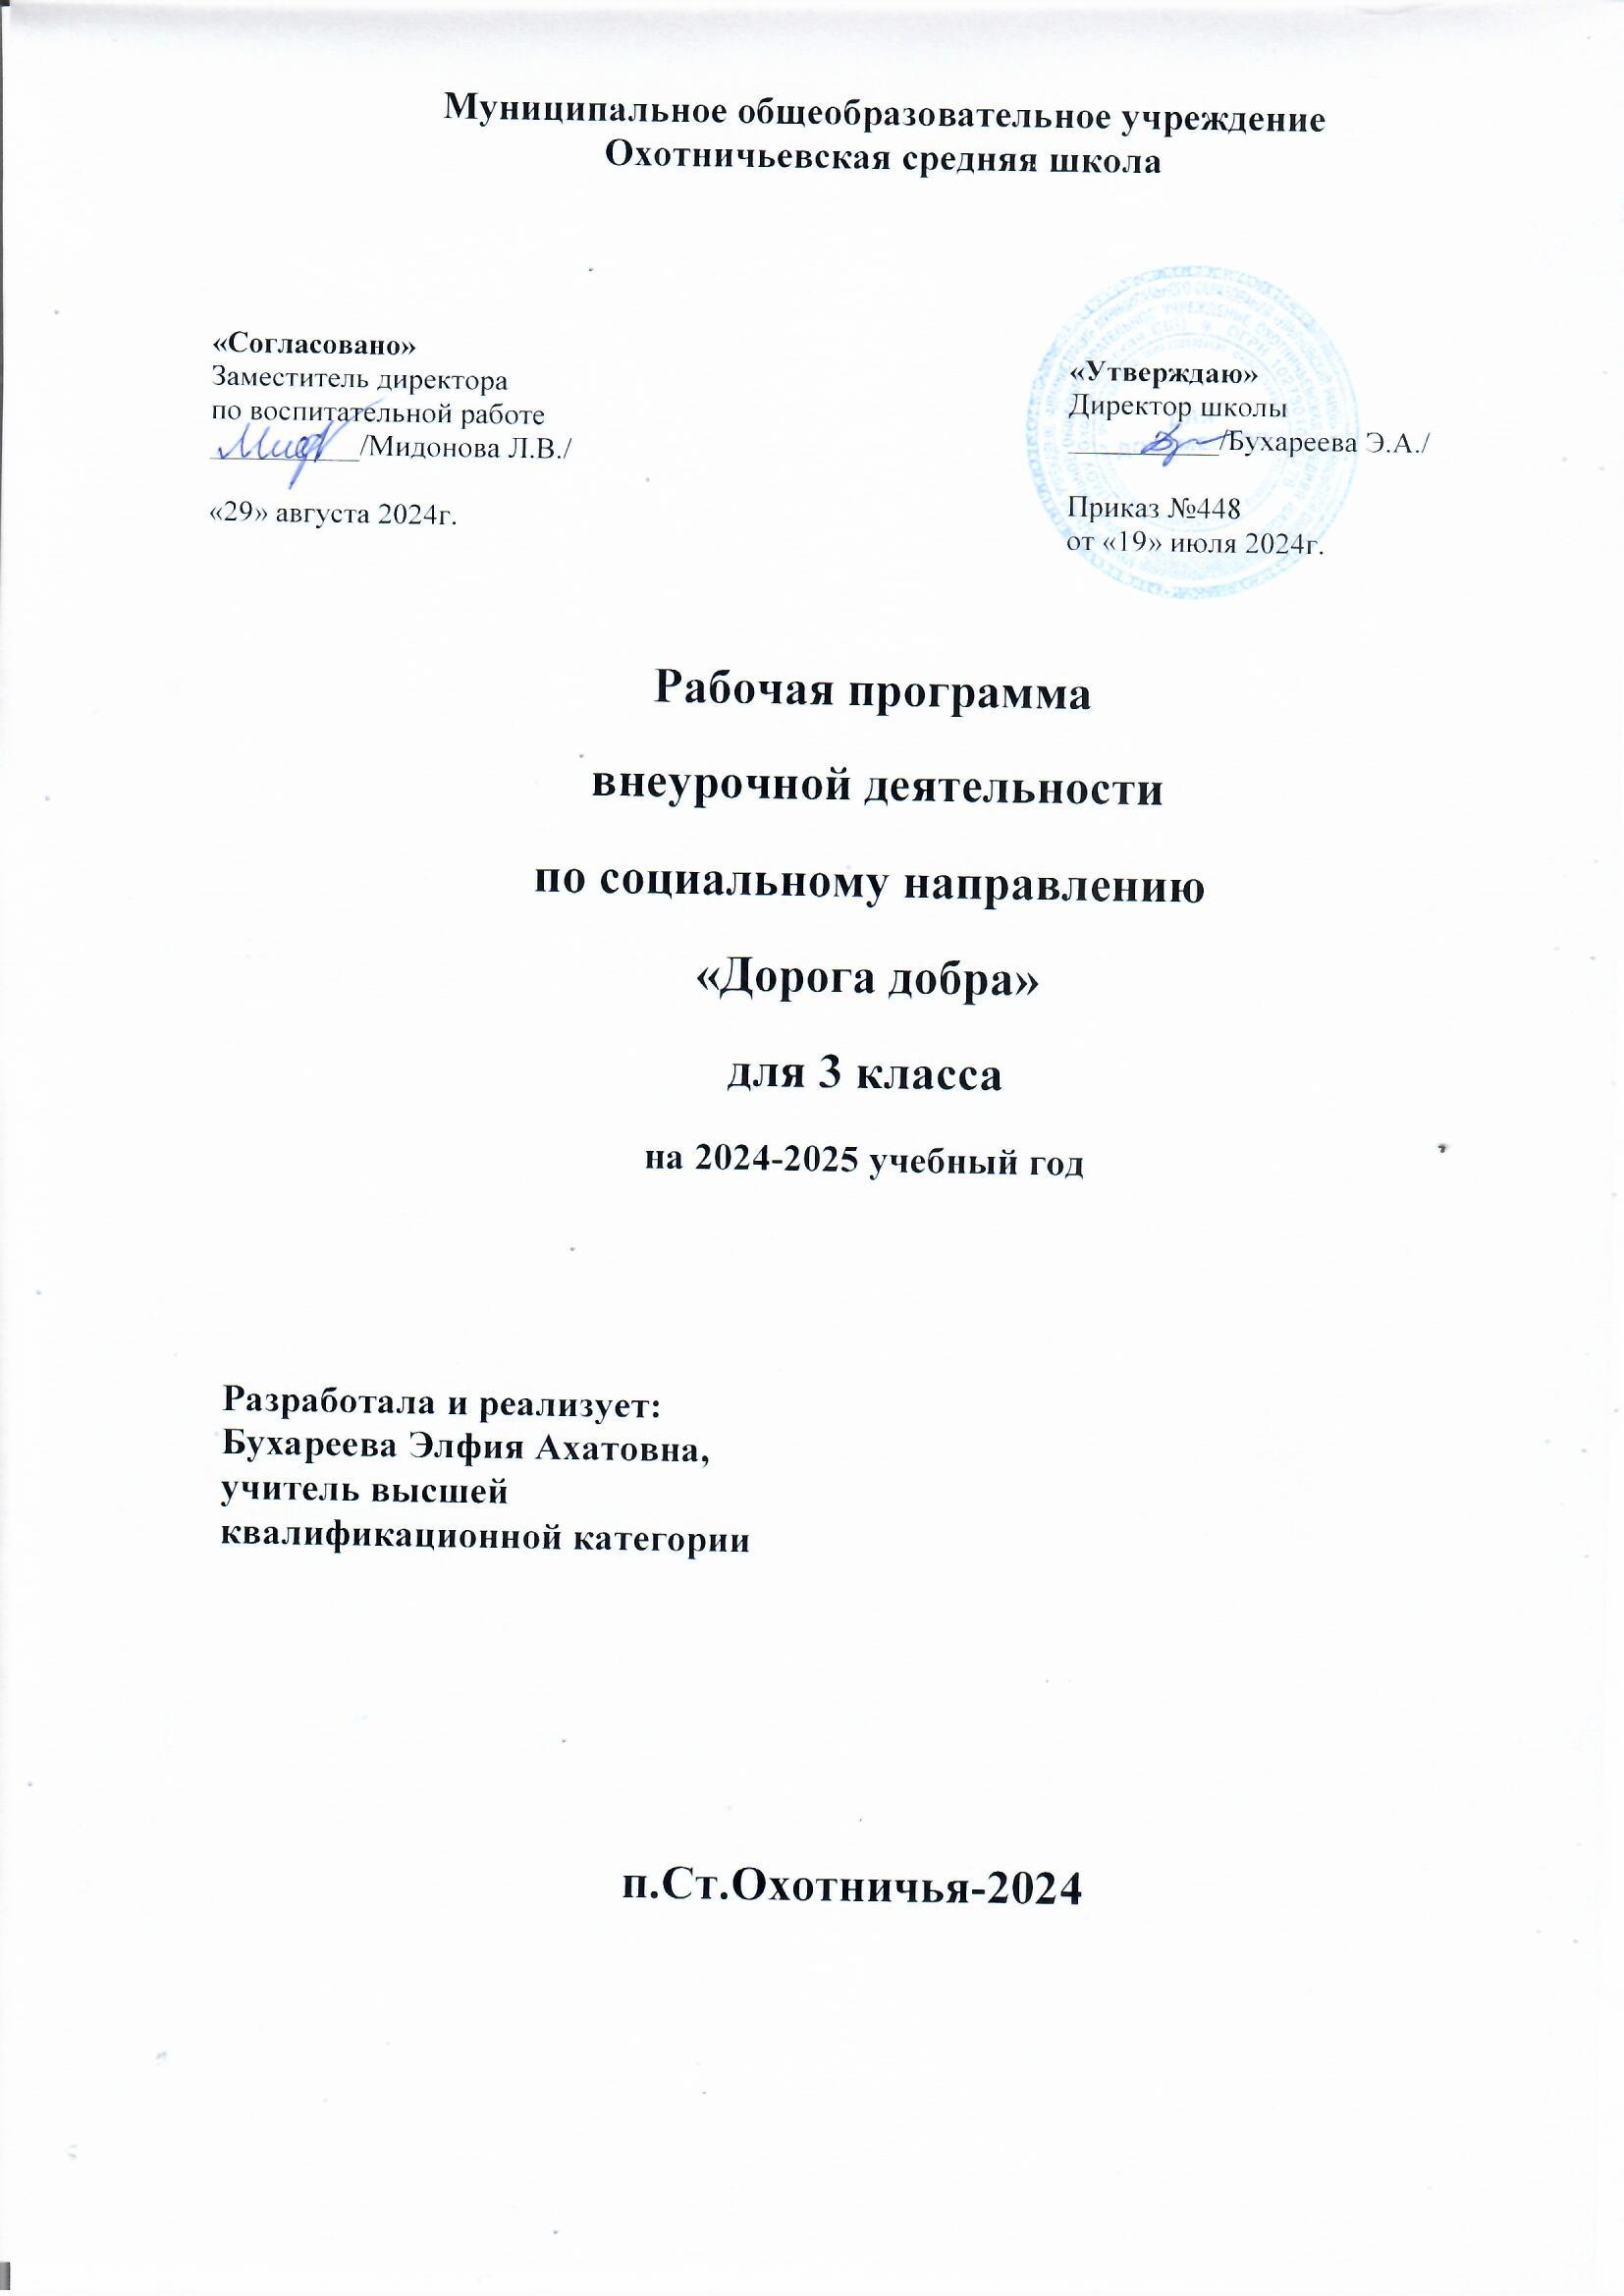 Муниципальное общеобразовательное учреждение
Охотничьевская средняя школа
«Согласовано»
Заместитель директора
по воспитательной работе
__________/Мидонова Л.В./
«29» августа 2024г.
«Утверждаю»
Директор школы
__________/Бухареева Э.А./
Приказ №448
от «19» июля 2024г.
Рабочая программа
внеурочной деятельности
по социальному направлению
«Дорога добра»
для 3 класса
на 2024-2025 учебный год
Разработала и реализует:
Бухареева Элфия Ахатовна,
учитель высшей
квалификационной категории
п.Ст.Охотничья-2024